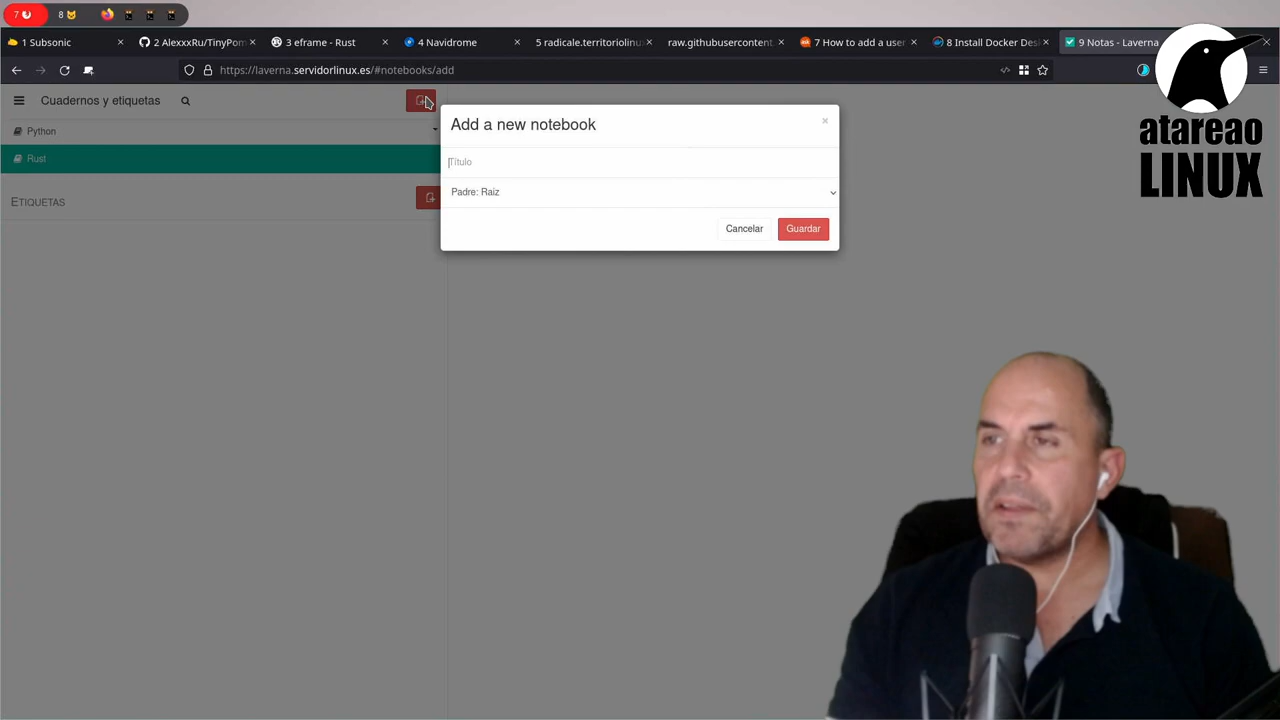 7
8
1 Subsonic
2 AlexxxRu/TinyPom
3 eframe - Rust
4 Navidrome
5 radicale.territoriolinu
raw.githubusercontent
7 How to add a user
8 Install Docker Des
9 Notas - Laverna
https://laverna.servidorlinux.es/#notebooks/add
Cuadernos y etiquetas
Python
Rust
ETIQUETAS
Add a new notebook
×
Título
Padre: Raiz
Cancelar
Guardar
atareao
LINUX